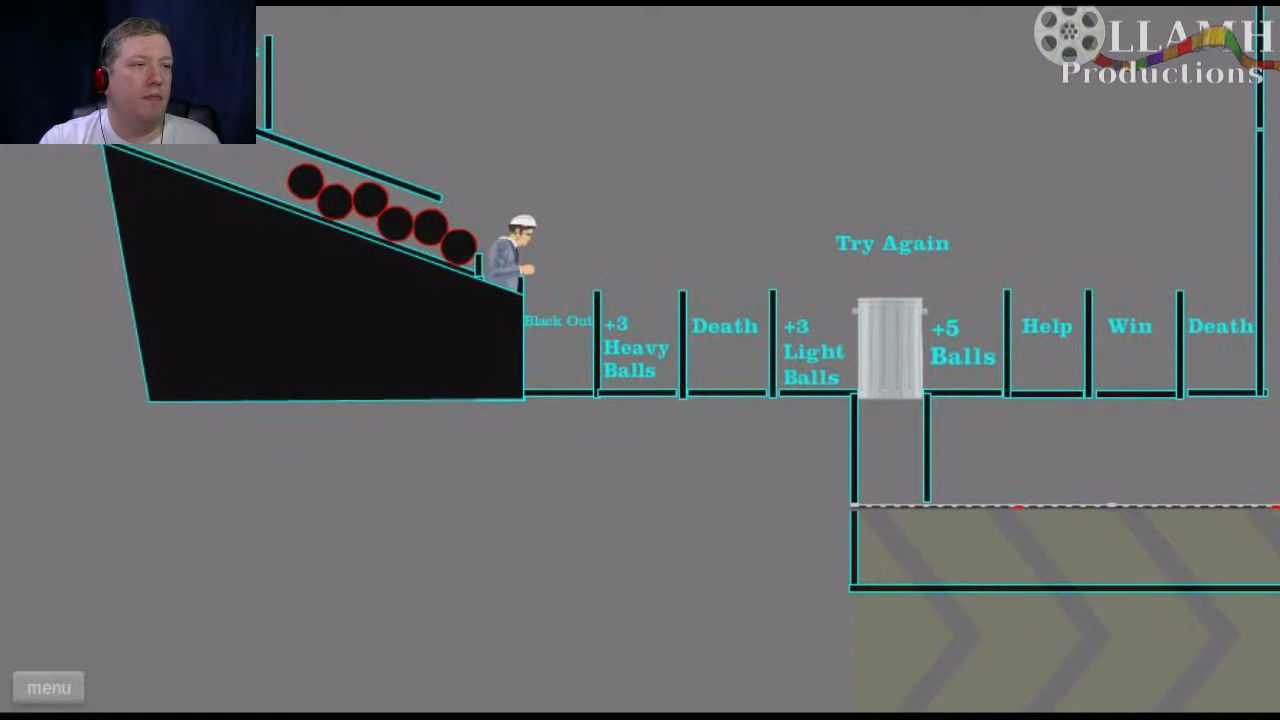 LLAMH
Productions
Try Again
Black Out
+3
Heavy
Balls
Death
+3
Light
Balls
+5
Balls
Help
Win
Death
menu